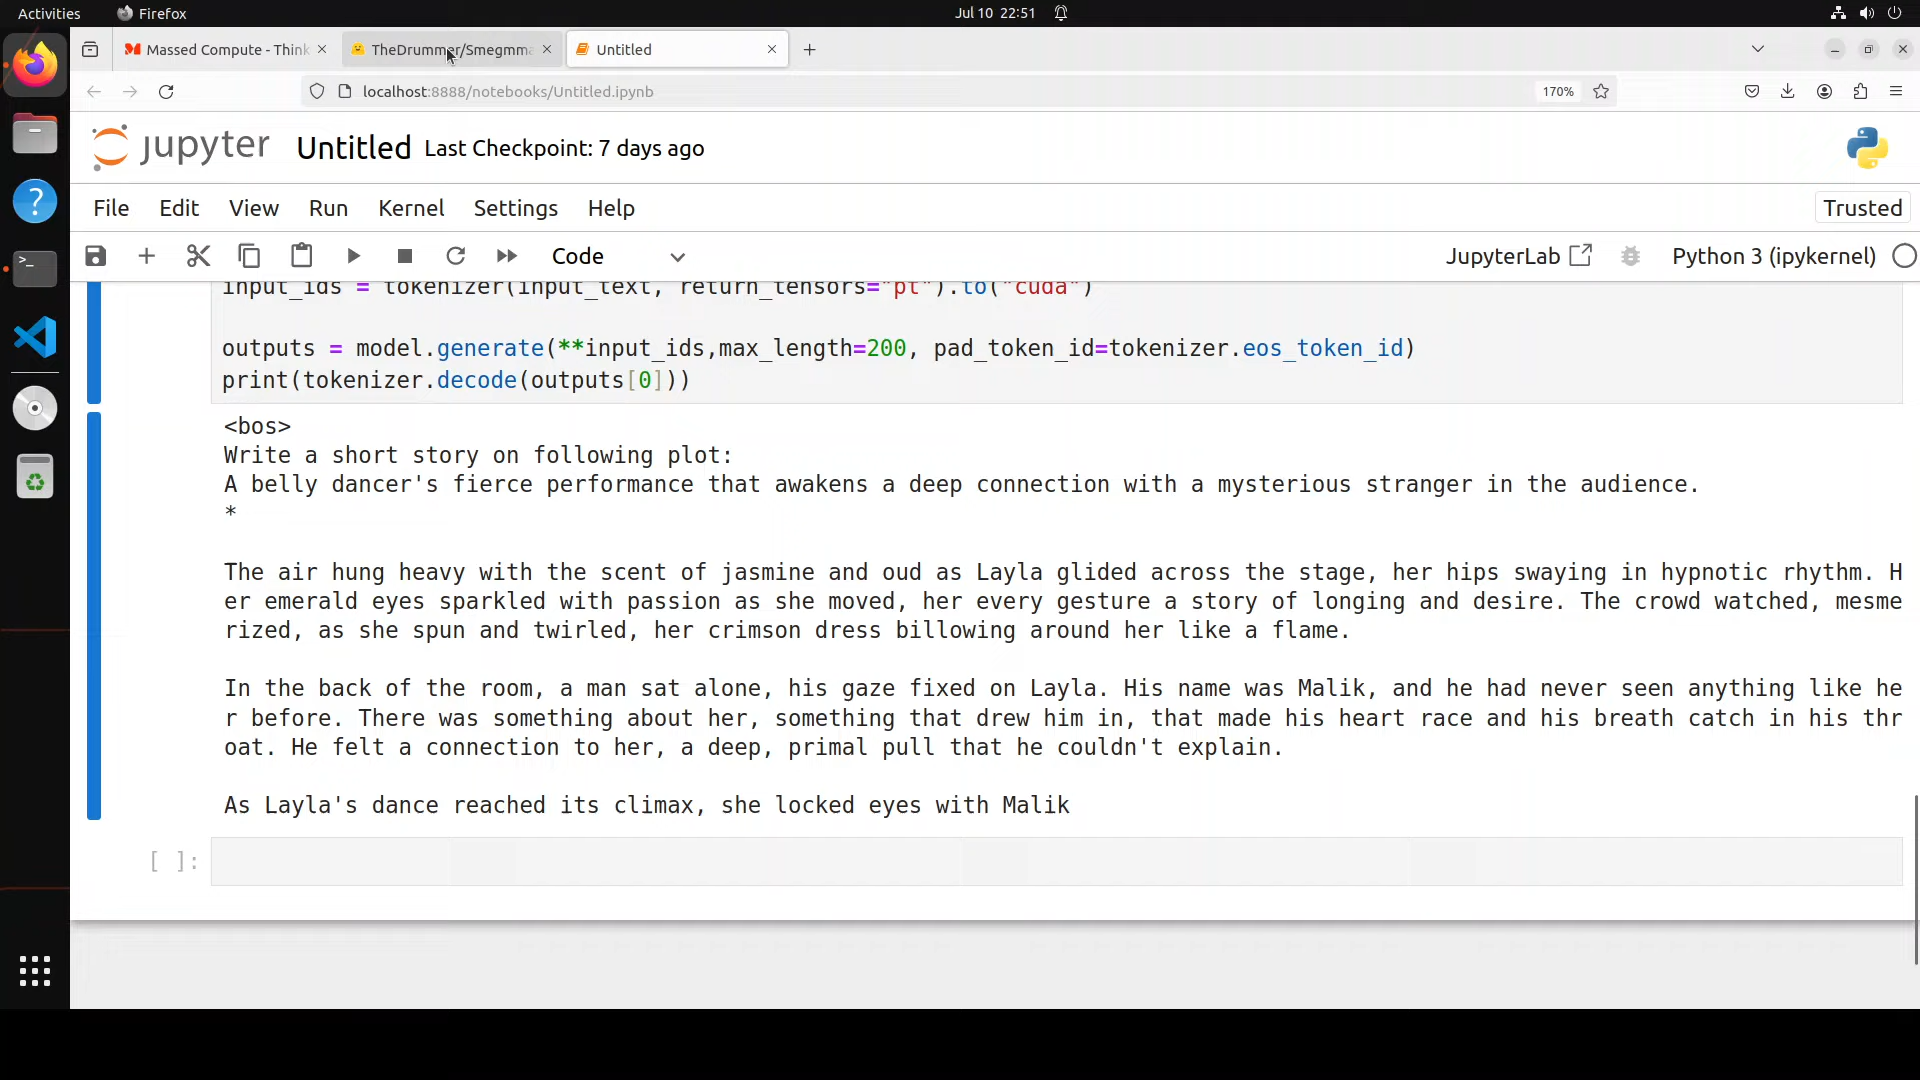 Activities Firefox Jul 10 22:51
Massed Compute - Think TheDrummer/Smegmma Untitled
localhost:8888/notebooks/Untitled.ipynb 170%
jupyter Untitled Last Checkpoint: 7 days ago
File Edit View Run Kernel Settings Help Trusted
Code JupyterLab Python 3 (ipykernel)
input_ids = tokenizer(input_text, return_tensors="pt").to("cuda")
outputs = model.generate(**input_ids,max_length=200, pad_token_id=tokenizer.eos_token_id)
print(tokenizer.decode(outputs[0]))
<bos>
Write a short story on following plot:
A belly dancer's fierce performance that awakens a deep connection with a mysterious stranger in the audience.
*
The air hung heavy with the scent of jasmine and oud as Layla glided across the stage, her hips swaying in hypnotic rhythm. H
er emerald eyes sparkled with passion as she moved, her every gesture a story of longing and desire. The crowd watched, mesme
rized, as she spun and twirled, her crimson dress billowing around her like a flame.
In the back of the room, a man sat alone, his gaze fixed on Layla. His name was Malik, and he had never seen anything like he
r before. There was something about her, something that drew him in, that made his heart race and his breath catch in his thr
oat. He felt a connection to her, a deep, primal pull that he couldn't explain.
As Layla's dance reached its climax, she locked eyes with Malik
[ ]: